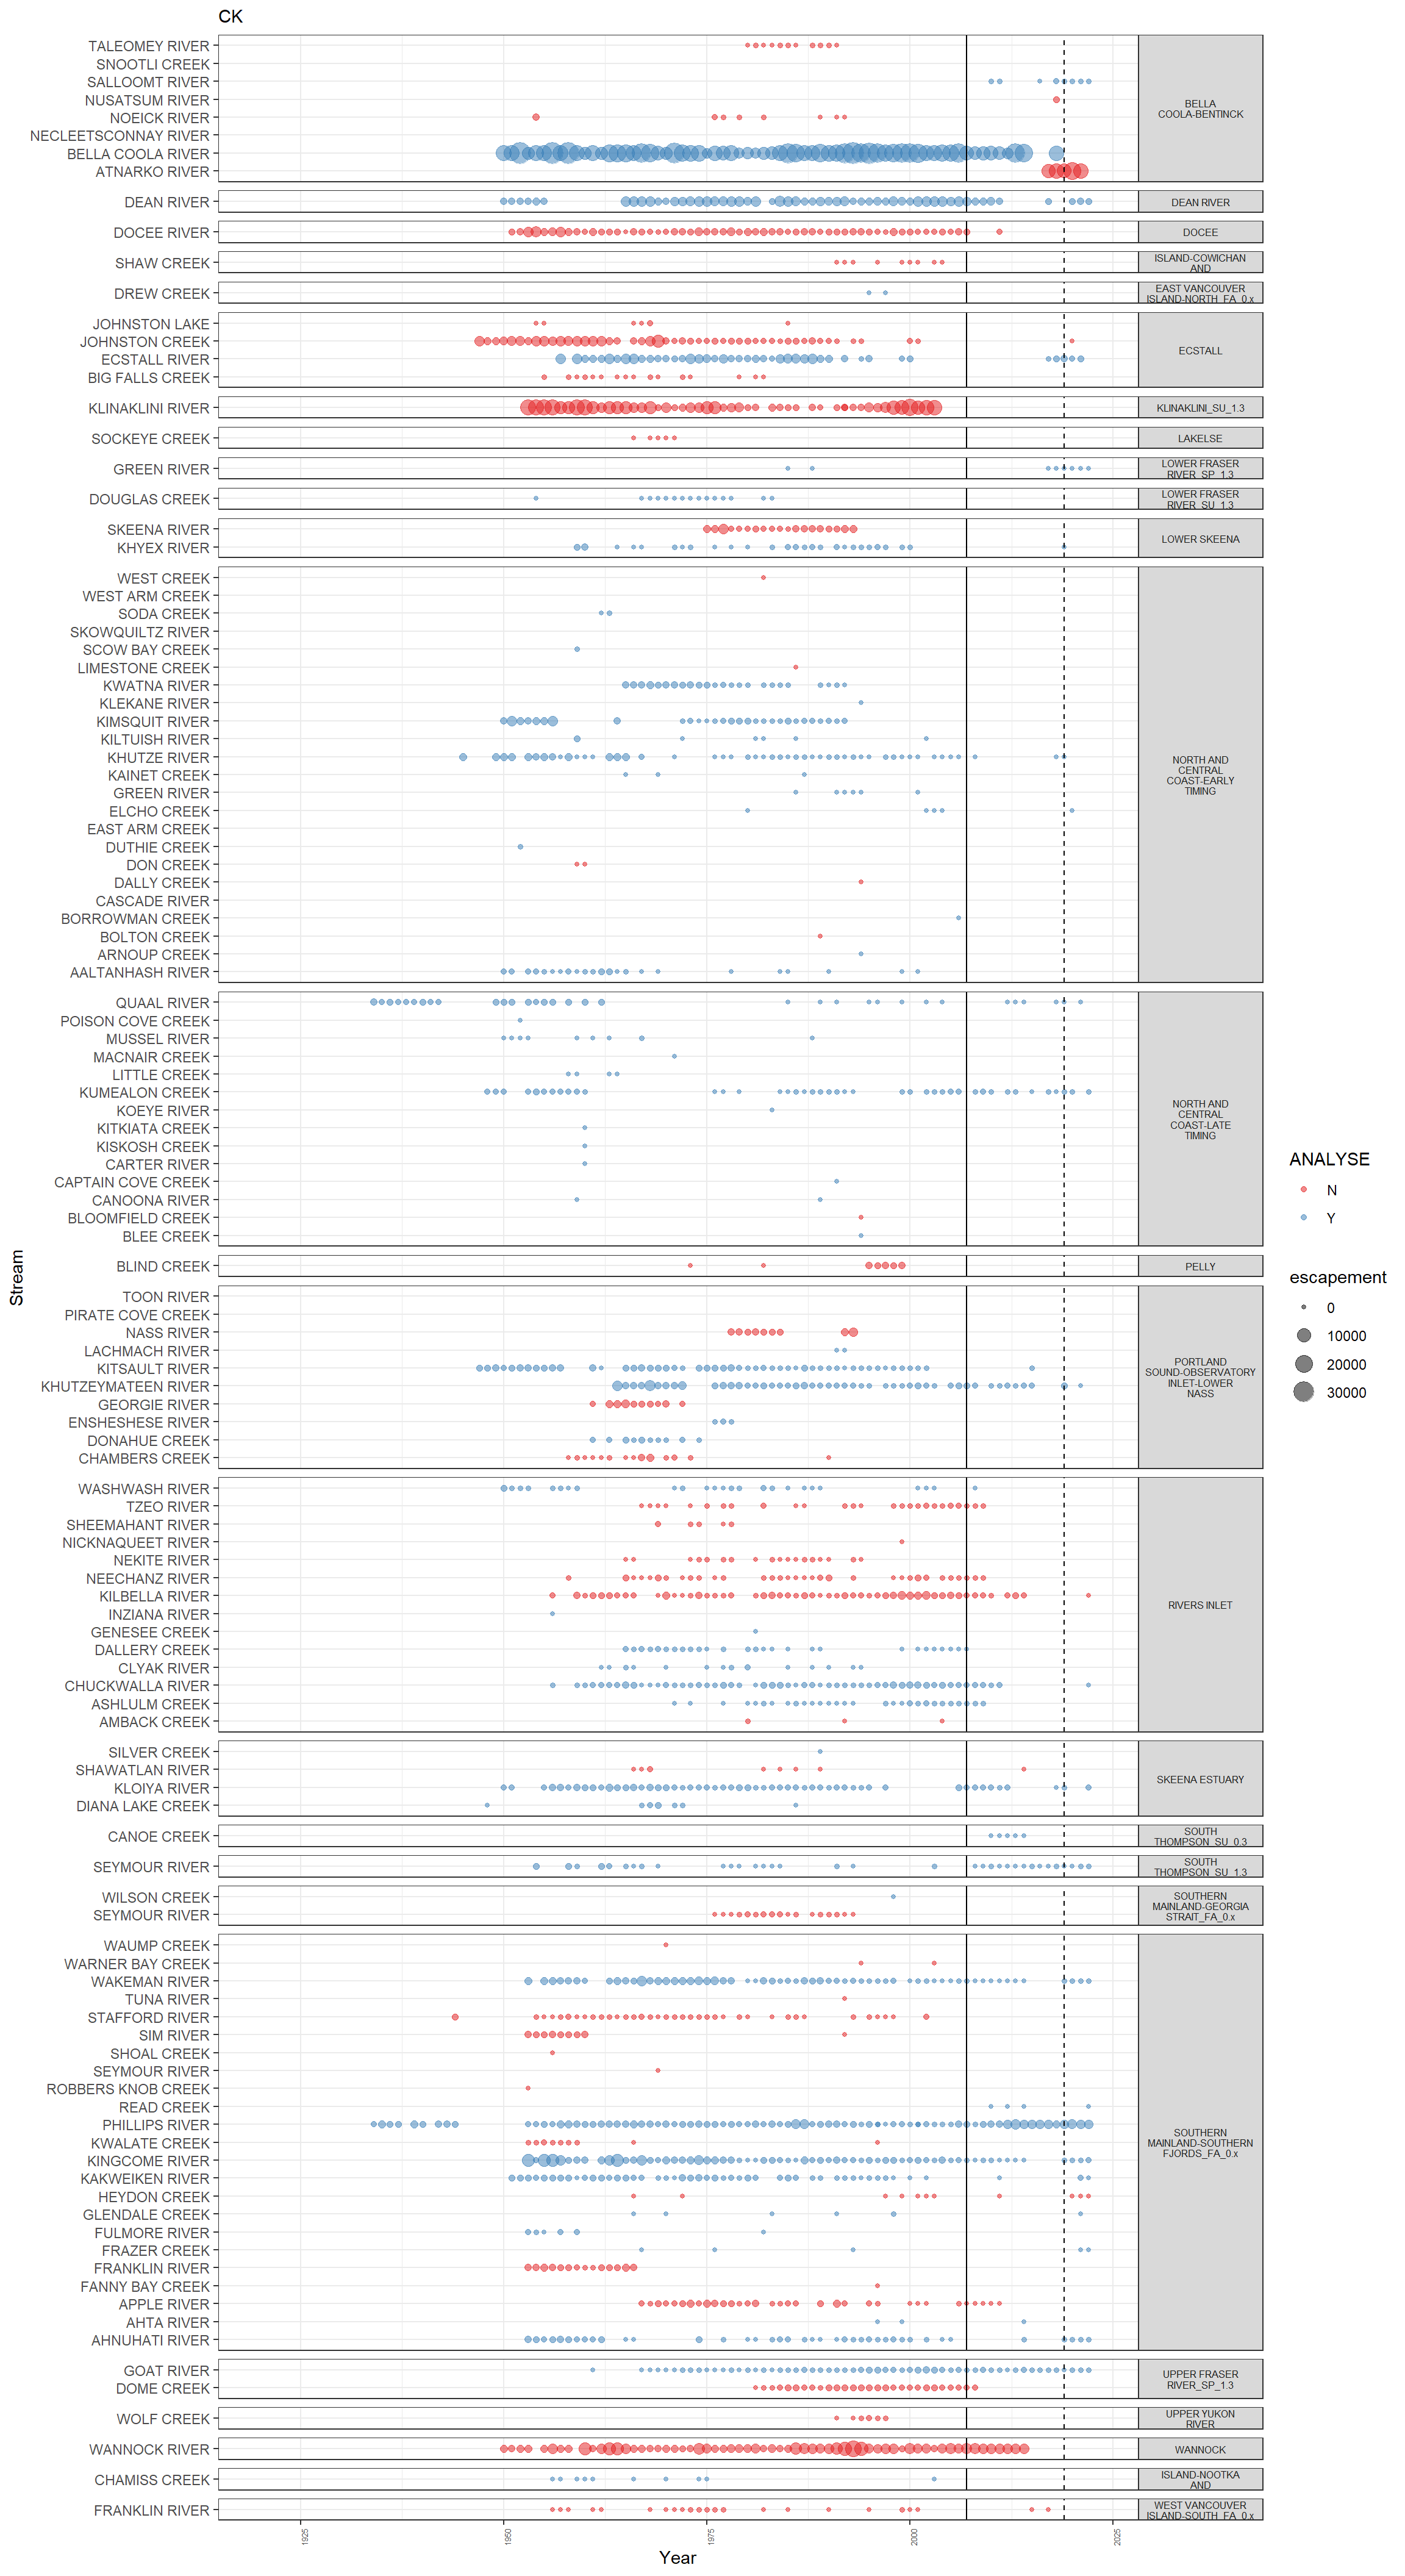 CK
TALEOMEY RIVER
SNOOTLI CREEK
SALLOOMT RIVER
NUSATSUM RIVER
NOEICK RIVER
NECLEETSCONNAY RIVER
BELLA COOLA RIVER
ATNARKO RIVER
BELLA
COOLA-BENTINCK
DEAN RIVER
DEAN RIVER
DOCEE RIVER
DOCEE
SHAW CREEK
ISLAND-COWICHAN
AND
DREW CREEK
EAST VANCOUVER
ISLAND-NORTH_FA_0.x
JOHNSTON LAKE
JOHNSTON CREEK
ECSTALL RIVER
BIG FALLS CREEK
ECSTALL
KLINAKLINI RIVER
KLINAKLINI_SU_1.3
SOCKEYE CREEK
LAKELSE
GREEN RIVER
LOWER FRASER
RIVER_SP_1.3
DOUGLAS CREEK
LOWER FRASER
RIVER_SU_1.3
SKEENA RIVER
KHYEX RIVER
LOWER SKEENA
WEST CREEK
WEST ARM CREEK
SODA CREEK
SKOWQUILTZ RIVER
SCOW BAY CREEK
LIMESTONE CREEK
KWATNA RIVER
KLEKANE RIVER
KIMSQUIT RIVER
KILTUISH RIVER
KHUTZE RIVER
KAINET CREEK
GREEN RIVER
ELCHO CREEK
EAST ARM CREEK
DUTHIE CREEK
DON CREEK
DALLY CREEK
CASCADE RIVER
BORROWMAN CREEK
BOLTON CREEK
ARNOUP CREEK
AALTANHASH RIVER
NORTH AND
CENTRAL
COAST-EARLY
TIMING
QUAAL RIVER
POISON COVE CREEK
MUSSEL RIVER
MACNAIR CREEK
LITTLE CREEK
KUMEALON CREEK
KOEYE RIVER
KITKIATA CREEK
KISKOSH CREEK
CARTER RIVER
CAPTAIN COVE CREEK
CANOONA RIVER
BLOOMFIELD CREEK
BLEE CREEK
NORTH AND
CENTRAL
COAST-LATE
TIMING
BLIND CREEK
PELLY
TOON RIVER
PIRATE COVE CREEK
NASS RIVER
LACHMACH RIVER
KITSAULT RIVER
KHUTZEYMATEEN RIVER
GEORGIE RIVER
ENSHESHESE RIVER
DONAHUE CREEK
CHAMBERS CREEK
PORTLAND
SOUND-OBSERVATORY
INLET-LOWER
NASS
WASHWASH RIVER
TZEO RIVER
SHEEMAHANT RIVER
NICKNAQUEET RIVER
NEKITE RIVER
NEECHANZ RIVER
KILBELLA RIVER
INZIANA RIVER
GENESEE CREEK
DALLERY CREEK
CLYAK RIVER
CHUCKWALLA RIVER
ASHLULM CREEK
AMBACK CREEK
RIVERS INLET
SILVER CREEK
SHAWATLAN RIVER
KLOIYA RIVER
DIANA LAKE CREEK
SKEENA ESTUARY
CANOE CREEK
SOUTH
THOMPSON_SU_0.3
SEYMOUR RIVER
SOUTH
THOMPSON_SU_1.3
WILSON CREEK
SEYMOUR RIVER
SOUTHERN
MAINLAND-GEORGIA
STRAIT_FA_0.x
WAUMP CREEK
WARNER BAY CREEK
WAKEMAN RIVER
TUNA RIVER
STAFFORD RIVER
SIM RIVER
SHOAL CREEK
SEYMOUR RIVER
ROBBERS KNOB CREEK
READ CREEK
PHILLIPS RIVER
KWALATE CREEK
KINGCOME RIVER
KAKWEIKEN RIVER
HEYDON CREEK
GLENDALE CREEK
FULMORE RIVER
FRAZER CREEK
FRANKLIN RIVER
FANNY BAY CREEK
APPLE RIVER
AHTA RIVER
AHNUHATI RIVER
SOUTHERN
MAINLAND-SOUTHERN
FJORDS_FA_0.x
GOAT RIVER
DOME CREEK
UPPER FRASER
RIVER_SP_1.3
WOLF CREEK
UPPER YUKON
RIVER
WANNOCK RIVER
WANNOCK
CHAMISS CREEK
ISLAND-NOOTKA
AND
FRANKLIN RIVER
WEST VANCOUVER
ISLAND-SOUTH_FA_0.x
1925
1950
1975
2000
2025
Year
Stream
ANALYSE
N
Y
escapement
0
10000
20000
30000